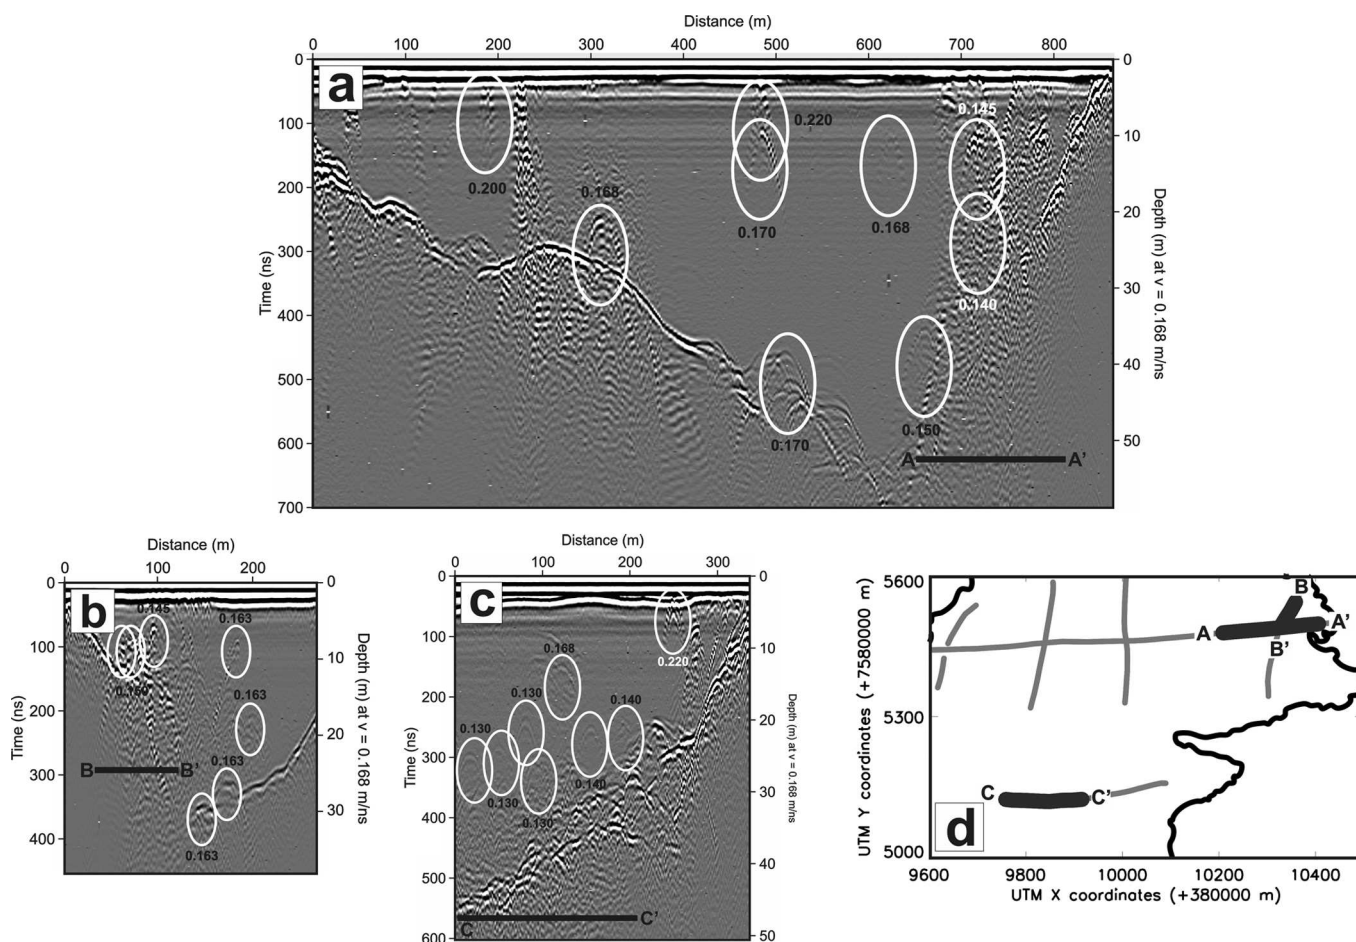 Distance (m)
0 100 200 300 400 500 600 700 800
a
0 100 200 300 400 500 600 700
Time (ns)
0 10 20 30 40 50
Depth (m) at v = 0.168 m/ns
0.200
0.168
0.220
0.170
0.168
0.145
0.140
0.170
0.150
A A'
Distance (m)
0 100 200
b
0 100 200 300 400
Time (ns)
0 10 20 30
Depth (m) at v = 0.168 m/ns
0.145
0.163
0.150
0.163
0.163
0.163
B B'
Distance (m)
0 100 200 300
c
0 100 200 300 400 500 600
Time (ns)
0 10 20 30 40 50
Depth (m) at v = 0.168 m/ns
0.220
0.168
0.130
0.140
0.130
0.130
0.140
0.130
C C'
5600
5300
5000
UTM Y coordinates (+7580000 m)
B
A A'
B'
C C'
d
9600 9800 10000 10200 10400
UTM X coordinates (+380000 m)